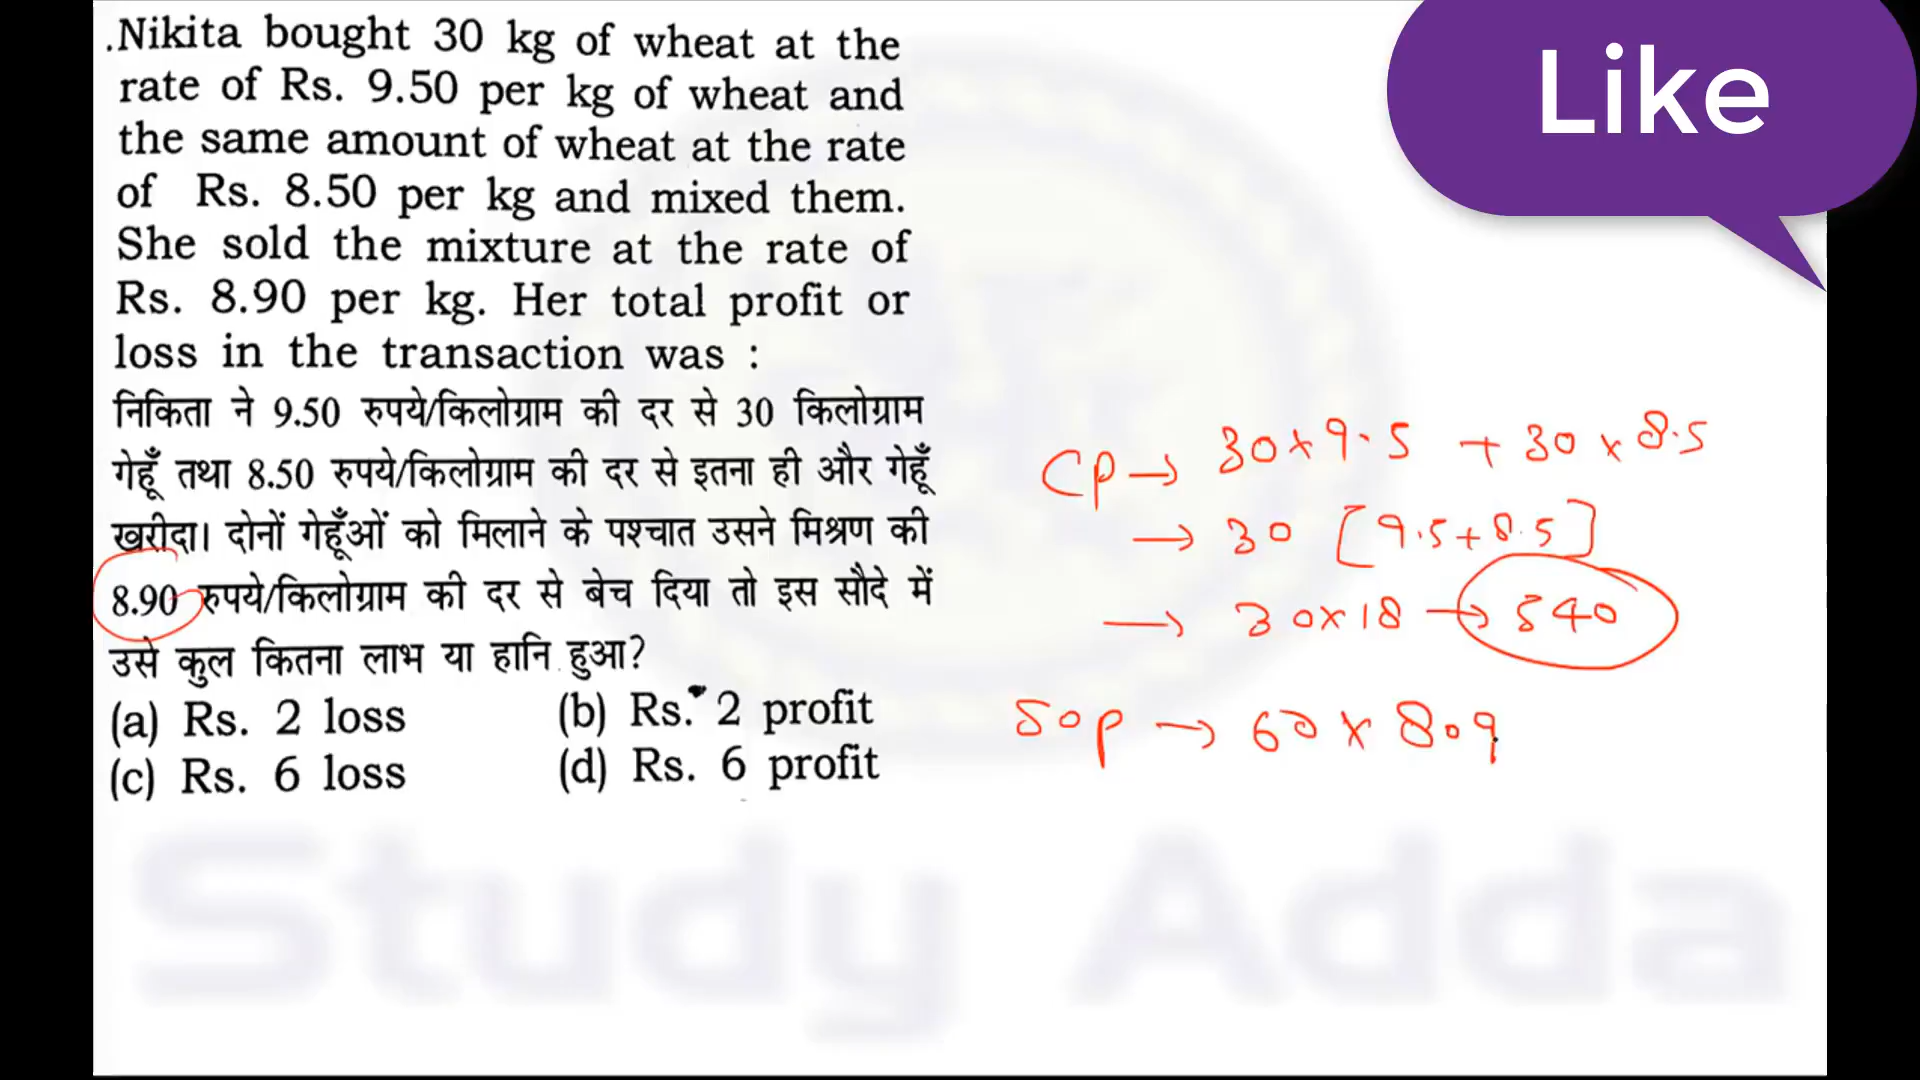 .Nikita bought 30 kg of wheat at the
rate of Rs. 9.50 per kg of wheat and
the same amount of wheat at the rate
of Rs. 8.50 per kg and mixed them.
She sold the mixture at the rate of
Rs. 8.90 per kg. Her total profit or
loss in the transaction was :
निकिता ने 9.50 रुपये/किलोग्राम की दर से 30 किलोग्राम
गेहूँ तथा 8.50 रुपये/किलोग्राम की दर से इतना ही और गेहूँ
खरीदा। दोनों गेहूँओं को मिलाने के पश्चात उसने मिश्रण की
8.90 रुपये/किलोग्राम की दर से बेच दिया तो इस सौदे में
उसे कुल कितना लाभ या हानि हुआ?
(a) Rs. 2 loss (b) Rs. 2 profit
(c) Rs. 6 loss (d) Rs. 6 profit
Like
CP → 30 x 9.5 + 30 x 8.5
→ 30 [9.5 + 8.5]
→ 30 x 18 → 540
S.P → 60 x 8.9
Study Adda